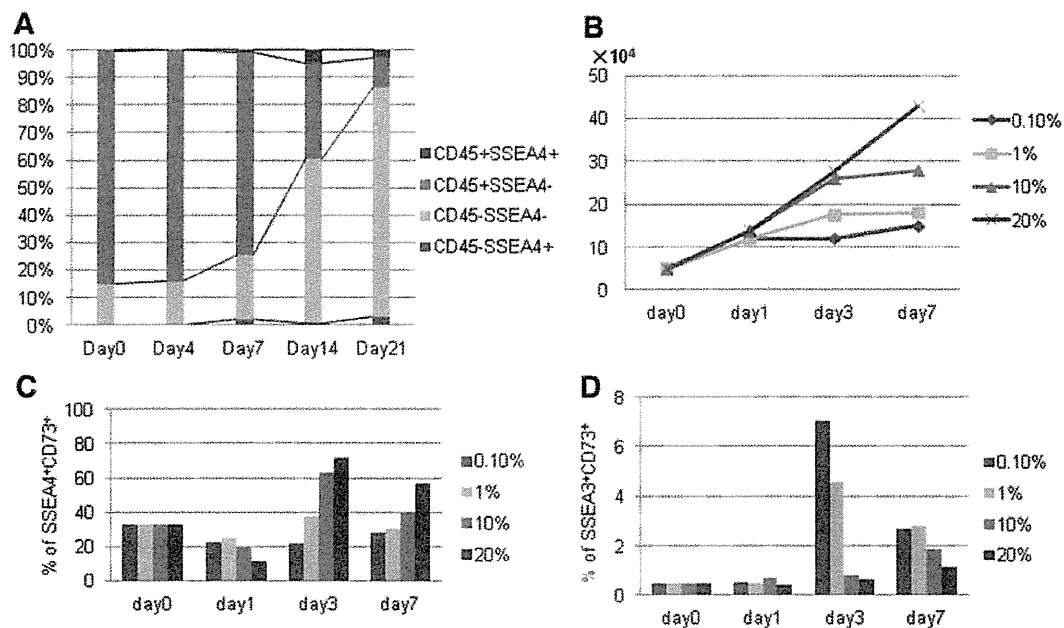 A
100%
90%
80%
70%
60%
50%
40%
30%
20%
10%
0%
Day0 Day4 Day7 Day14 Day21
CD45+SSEA4+
CD45+SSEA4-
CD45-SSEA4-
CD45-SSEA4+
B
×10⁴
50
40
30
20
10
0
day0 day1 day3 day7
0.10%
1%
10%
20%
C
% of SSEA4⁺CD73⁺
100
80
60
40
20
0
day0 day1 day3 day7
0.10%
1%
10%
20%
D
% of SSEA3⁺CD73⁺
8
6
4
2
0
day0 day1 day3 day7
0.10%
1%
10%
20%